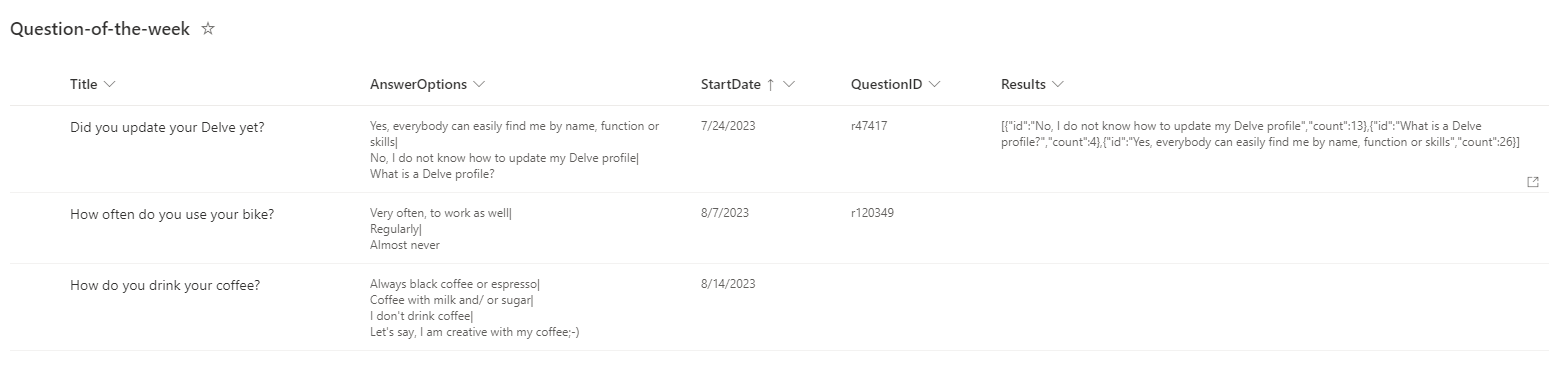 Question-of-the-week
Title AnswerOptions StartDate QuestionID Results
Did you update your Delve yet?
Yes, everybody can easily find me by name, function or
skills|
No, I do not know how to update my Delve profile|
What is a Delve profile?
7/24/2023
r47417
[{"id":"No, I do not know how to update my Delve profile","count":13},{"id":"What is a Delve
profile?","count":4},{"id":"Yes, everybody can easily find me by name, function or skills","count":26}]
How often do you use your bike?
Very often, to work as well|
Regularly|
Almost never
8/7/2023
r120349
How do you drink your coffee?
Always black coffee or espresso|
Coffee with milk and/ or sugar|
I don't drink coffee|
Let's say, I am creative with my coffee;-)
8/14/2023